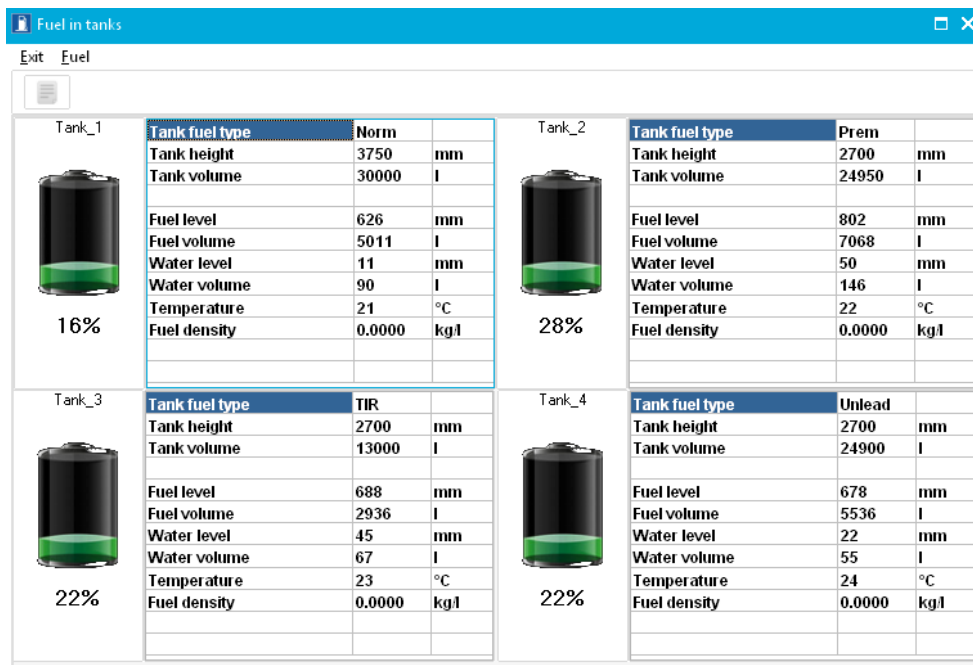 Fuel in tanks
Exit Fuel
Tank_1
Tank fuel type Norm
Tank height 3750 mm
Tank volume 30000 l
Fuel level 626 mm
Fuel volume 5011 l
Water level 11 mm
Water volume 90 l
Temperature 21 °C
Fuel density 0.0000 kg/l
16%
Tank_2
Tank fuel type Prem
Tank height 2700 mm
Tank volume 24950 l
Fuel level 802 mm
Fuel volume 7068 l
Water level 50 mm
Water volume 146 l
Temperature 22 °C
Fuel density 0.0000 kg/l
28%
Tank_3
Tank fuel type TIR
Tank height 2700 mm
Tank volume 13000 l
Fuel level 688 mm
Fuel volume 2936 l
Water level 45 mm
Water volume 67 l
Temperature 23 °C
Fuel density 0.0000 kg/l
22%
Tank_4
Tank fuel type Unlead
Tank height 2700 mm
Tank volume 24900 l
Fuel level 678 mm
Fuel volume 5536 l
Water level 22 mm
Water volume 55 l
Temperature 24 °C
Fuel density 0.0000 kg/l
22%